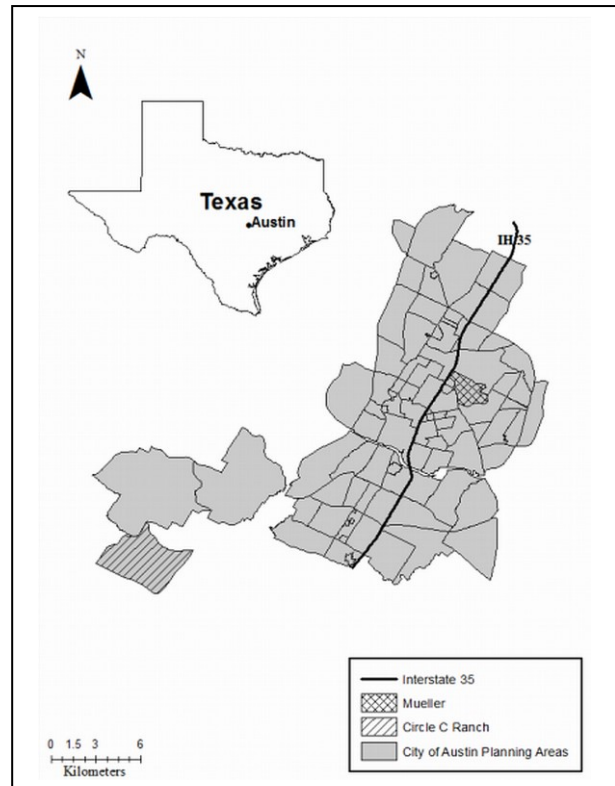 N
Texas
Austin
IH 35
Interstate 35
Mueller
Circle C Ranch
City of Austin Planning Areas
0 1.5 3 6
Kilometers